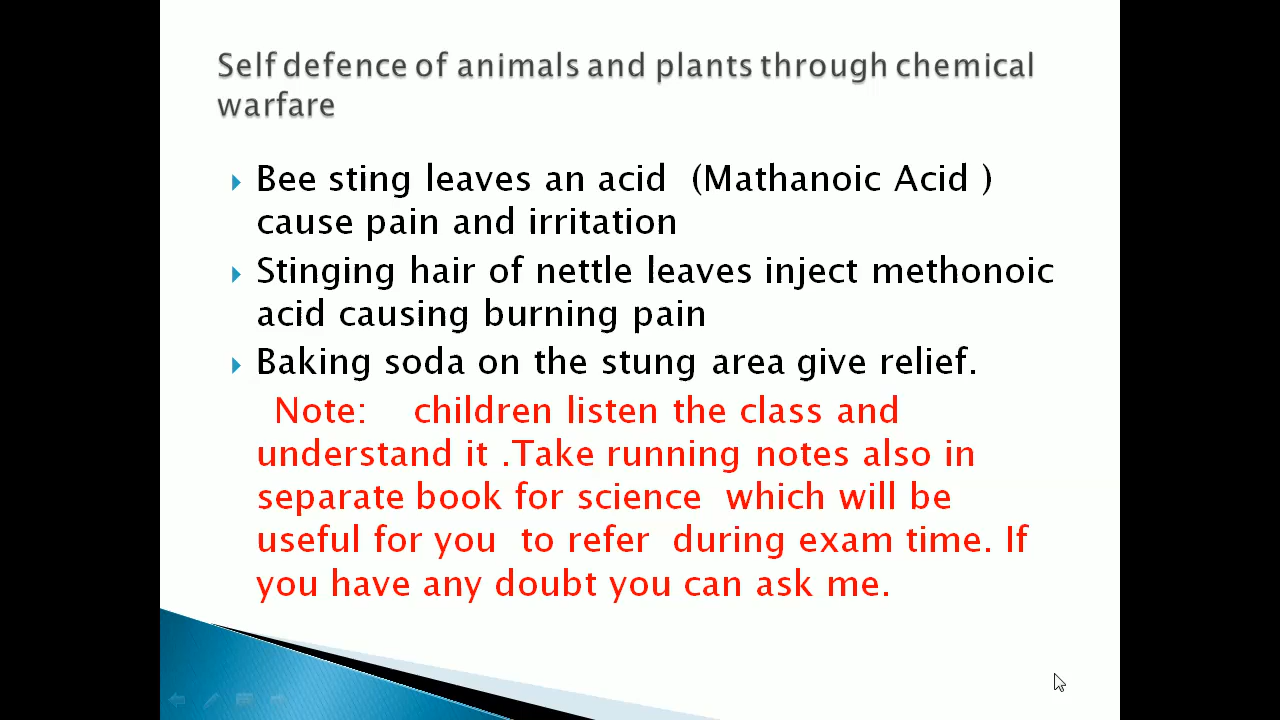 Self defence of animals and plants through chemical
warfare
Bee sting leaves an acid (Mathanoic Acid )
cause pain and irritation
Stinging hair of nettle leaves inject methonoic
acid causing burning pain
Baking soda on the stung area give relief.
Note: children listen the class and
understand it .Take running notes also in
separate book for science which will be
useful for you to refer during exam time. If
you have any doubt you can ask me.